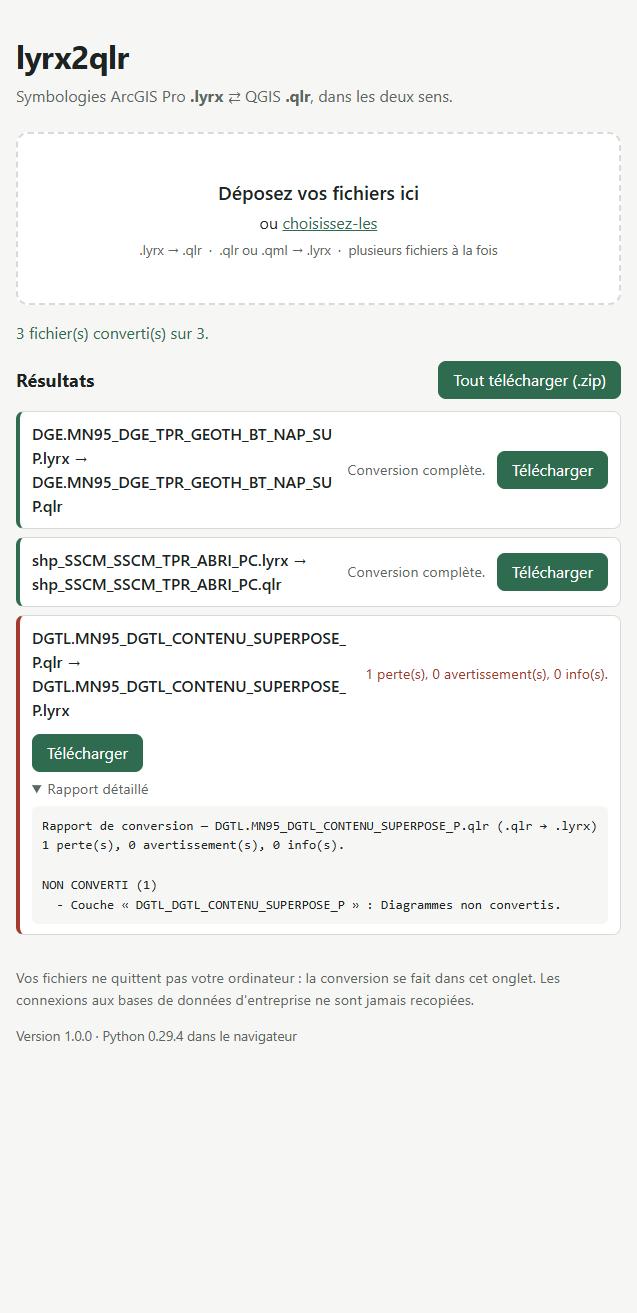 lyrx2qlr
Symbologies ArcGIS Pro .lyrx ⇄ QGIS .qlr, dans les deux sens.
Déposez vos fichiers ici
ou choisissez-les
.lyrx → .qlr · .qlr ou .qml → .lyrx · plusieurs fichiers à la fois
3 fichier(s) converti(s) sur 3.
Résultats
Tout télécharger (.zip)
DGE.MN95_DGE_TPR_GEOTH_BT_NAP_SU
P.lyrx →
DGE.MN95_DGE_TPR_GEOTH_BT_NAP_SU
P.qlr
Conversion complète.
Télécharger
shp_SSCM_SSCM_TPR_ABRI_PC.lyrx →
shp_SSCM_SSCM_TPR_ABRI_PC.qlr
Conversion complète.
Télécharger
DGTL.MN95_DGTL_CONTENU_SUPERPOSE_
P.qlr →
DGTL.MN95_DGTL_CONTENU_SUPERPOSE_
P.lyrx
1 perte(s), 0 avertissement(s), 0 info(s).
Télécharger
▼ Rapport détaillé
Rapport de conversion — DGTL.MN95_DGTL_CONTENU_SUPERPOSE_P.qlr (.qlr → .lyrx)
1 perte(s), 0 avertissement(s), 0 info(s).
NON CONVERTI (1)
- Couche « DGTL_DGTL_CONTENU_SUPERPOSE_P » : Diagrammes non convertis.
Vos fichiers ne quittent pas votre ordinateur : la conversion se fait dans cet onglet. Les
connexions aux bases de données d'entreprise ne sont jamais recopiées.
Version 1.0.0 · Python 0.29.4 dans le navigateur